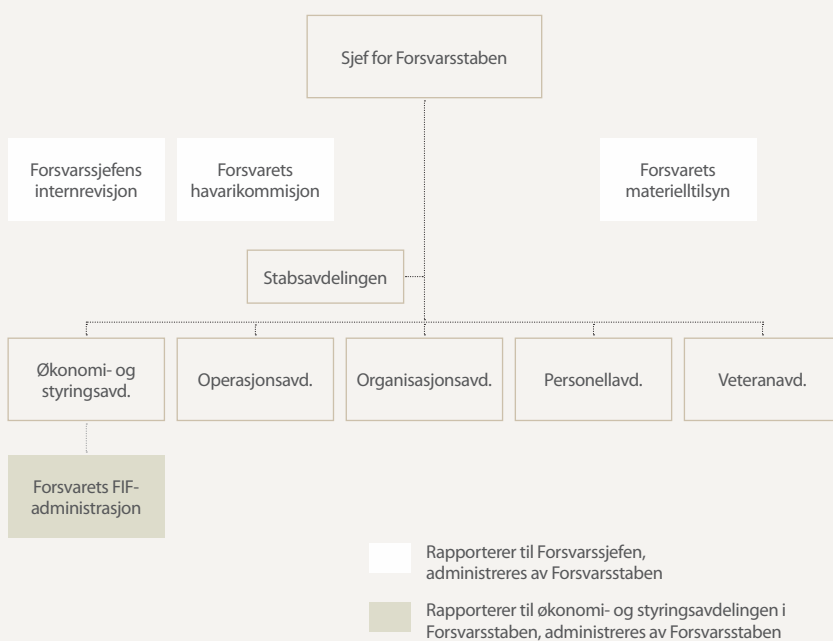 Sjef for Forsvarsstaben
Forsvarssjefens
internrevisjon
Forsvarets
havarikommisjon
Forsvarets
materielltilsyn
Stabsavdelingen
Økonomi- og
styringsavd.
Operasjonsavd.
Organisasjonsavd.
Personellavd.
Veteranavd.
Forsvarets FIF-
administrasjon
Rapporterer til Forsvarssjefen,
administreres av Forsvarsstaben
Rapporterer til økonomi- og styringsavdelingen i
Forsvarsstaben, administreres av Forsvarsstaben